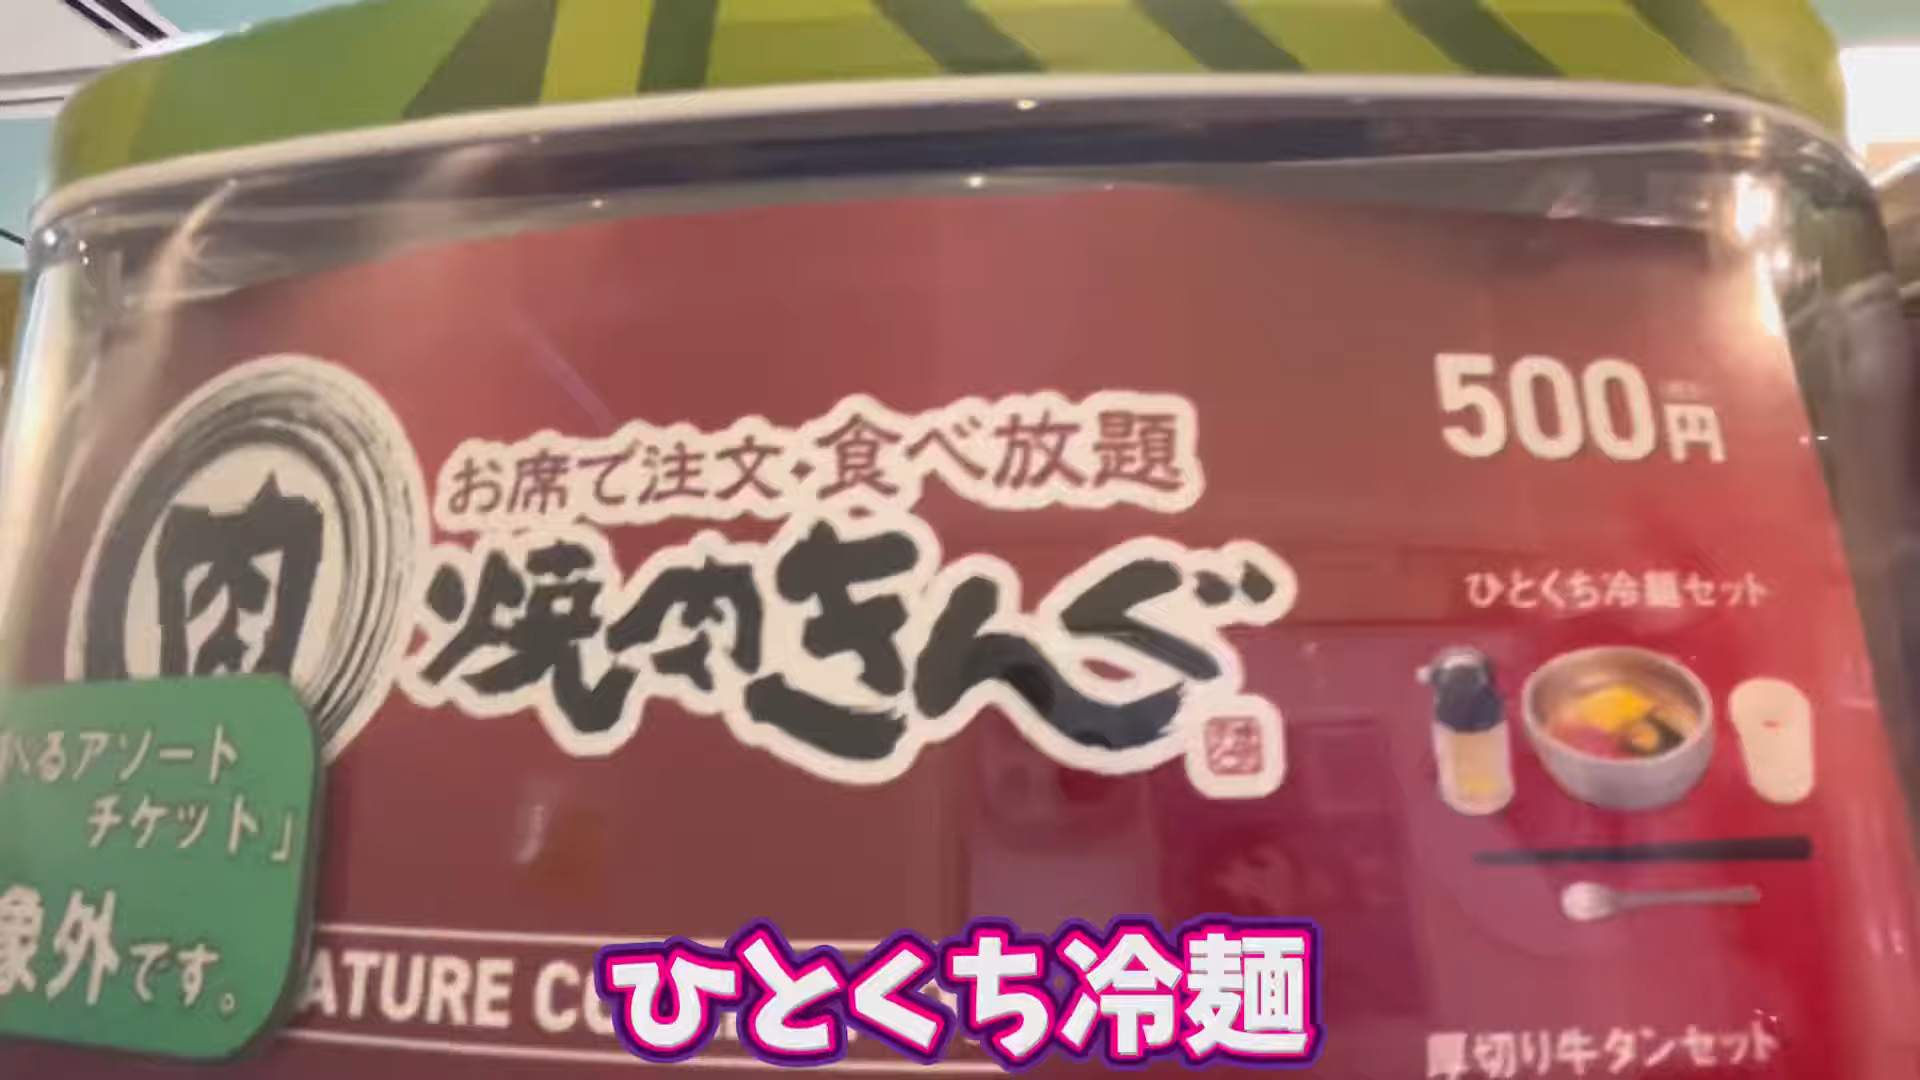 お席で注文・食べ放題
肉
焼肉きんぐ
500円
ひとくち冷麺セット
べるアソート
チケット」
象外です。
ATURE CO
ひとくち冷麺
厚切り牛タンセット